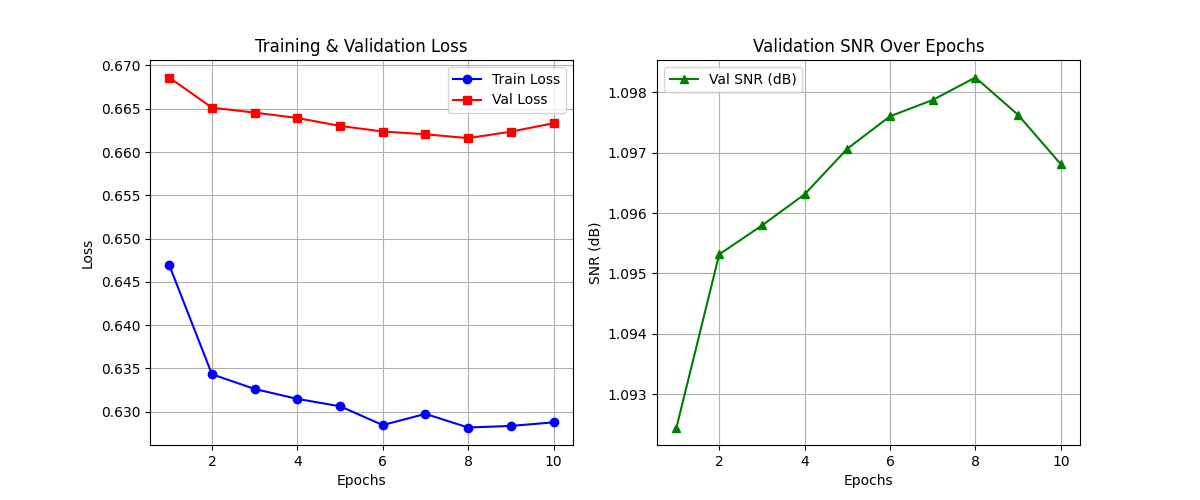 Training & Validation Loss
Train Loss
Val Loss
0.670
0.665
0.660
0.655
0.650
0.645
0.640
0.635
0.630
Loss
2
4
6
8
10
Epochs
Validation SNR Over Epochs
Val SNR (dB)
1.098
1.097
1.096
1.095
1.094
1.093
SNR (dB)
2
4
6
8
10
Epochs